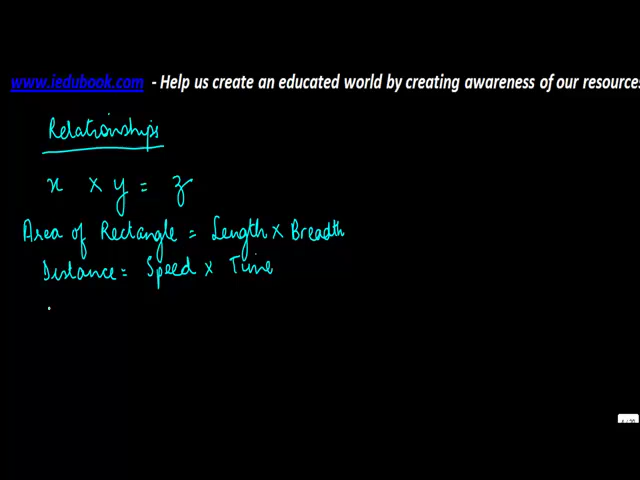 www.iedubook.com - Help us create an educated world by creating awareness of our resources
Relationships
x × y = z
Area of Rectangle = Length × Breadth
Distance = Speed × Time